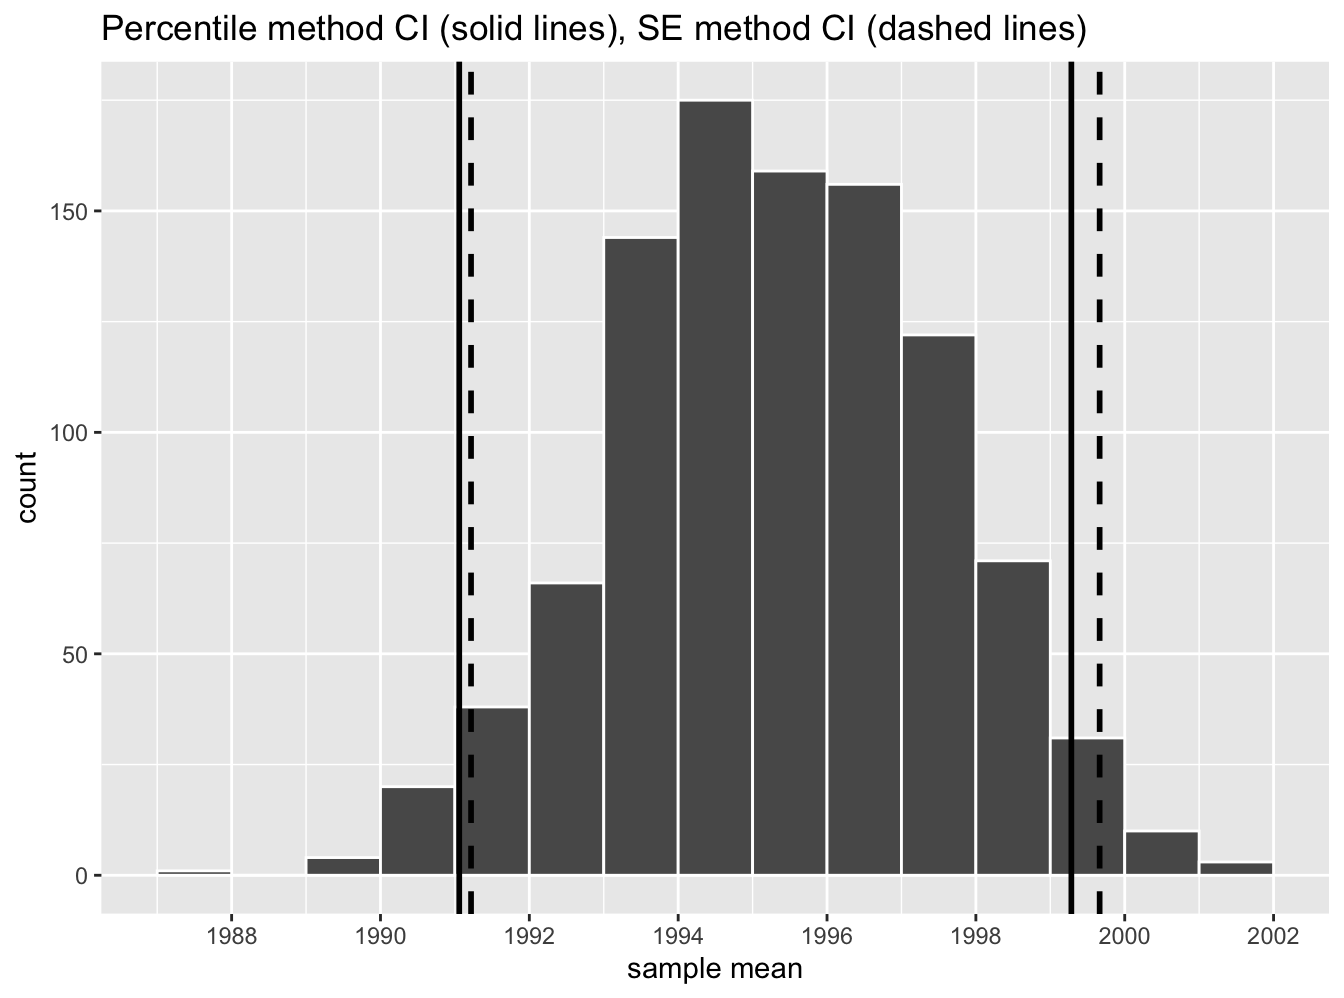 Percentile method CI (solid lines), SE method CI (dashed lines)
150
100
50
0
count
1988 1990 1992 1994 1996 1998 2000 2002
sample mean